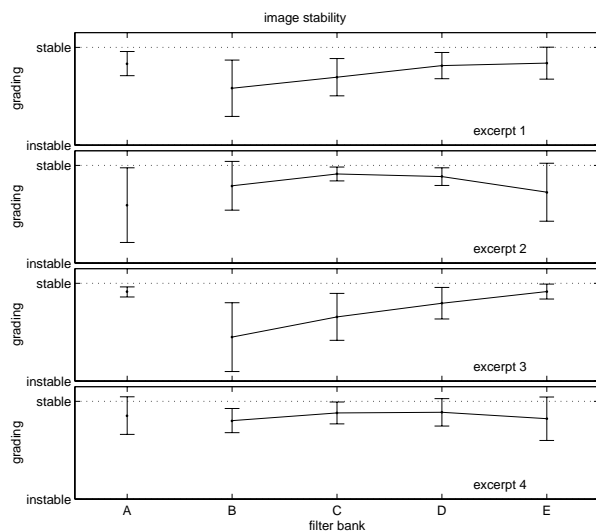 image stability
stable
grading
instable
excerpt 1
stable
grading
instable
excerpt 2
stable
grading
instable
excerpt 3
stable
grading
instable
excerpt 4
A B C D E
filter bank